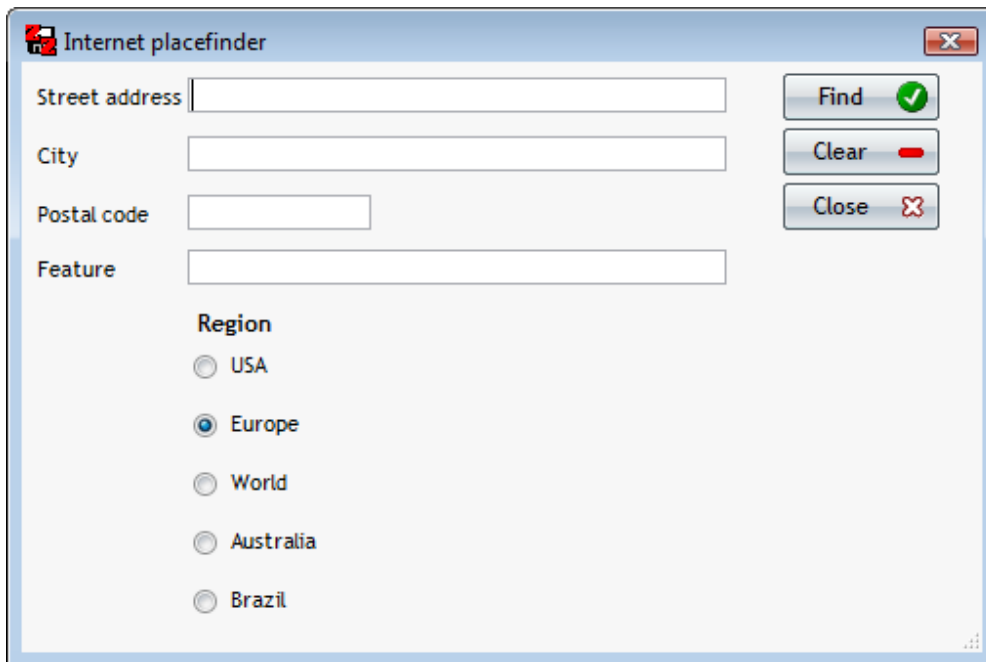 Internet placefinder
Street address
Find
City
Clear
Postal code
Close
Feature
Region
USA
Europe
World
Australia
Brazil